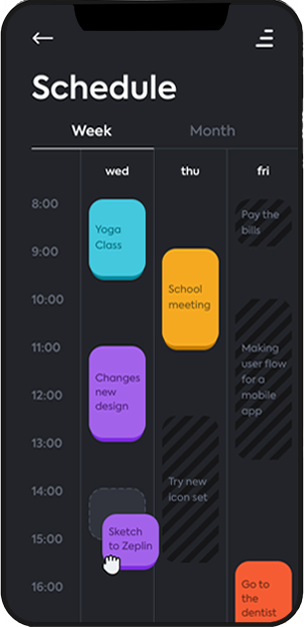 Schedule
Week
Month
wed
thu
fri
8:00
9:00
10:00
11:00
12:00
13:00
14:00
15:00
16:00
Yoga
Class
Changes
new
design
Sketch
to Zeplin
School
meeting
Try new
icon set
Pay the
bills
Making
user flow
for a
mobile
app
Go to
the
dentist